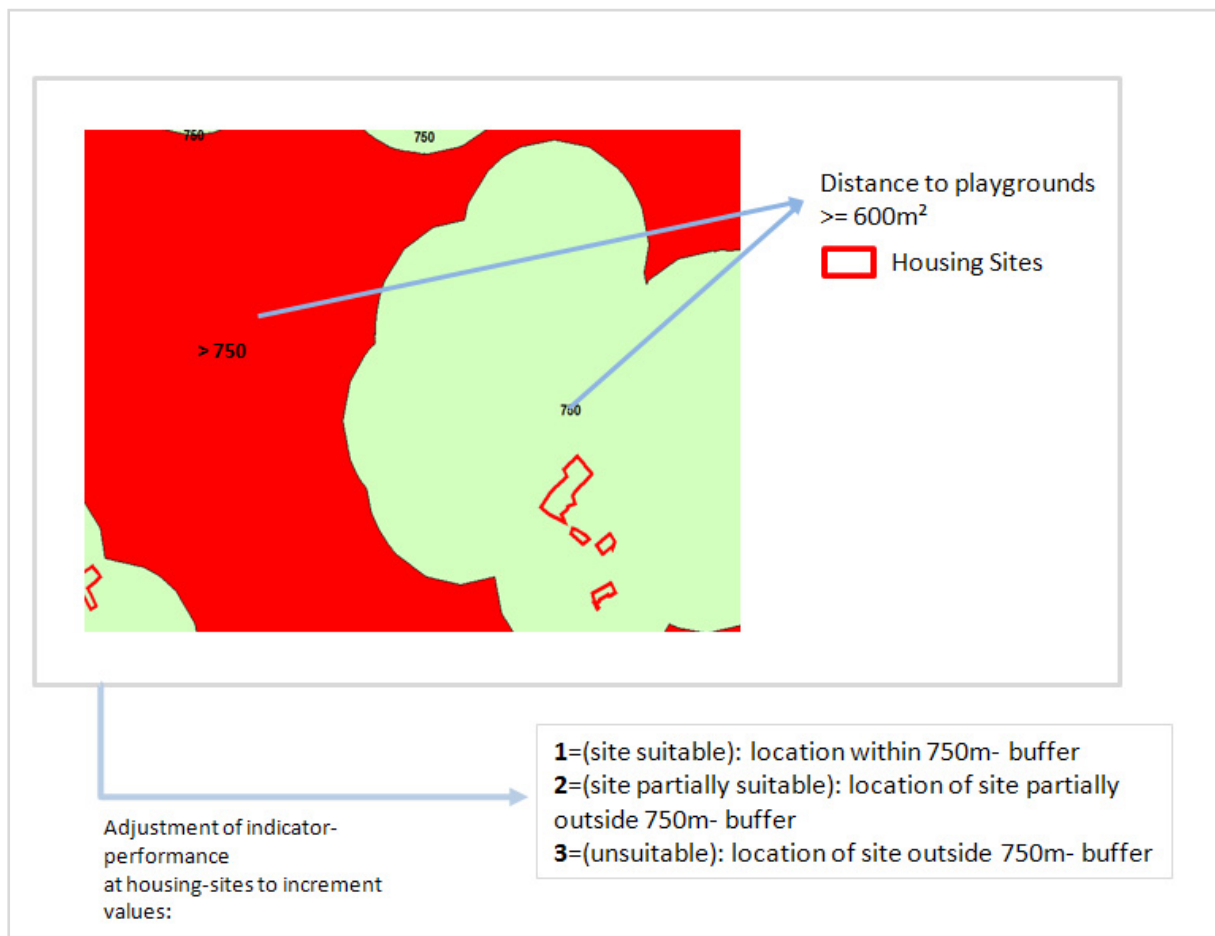 750
750
Distance to playgrounds
>= 600m²
Housing Sites
> 750
750
1=(site suitable): location within 750m- buffer
2=(site partially suitable): location of site partially
outside 750m- buffer
3=(unsuitable): location of site outside 750m- buffer
Adjustment of indicator-
performance
at housing-sites to increment
values: